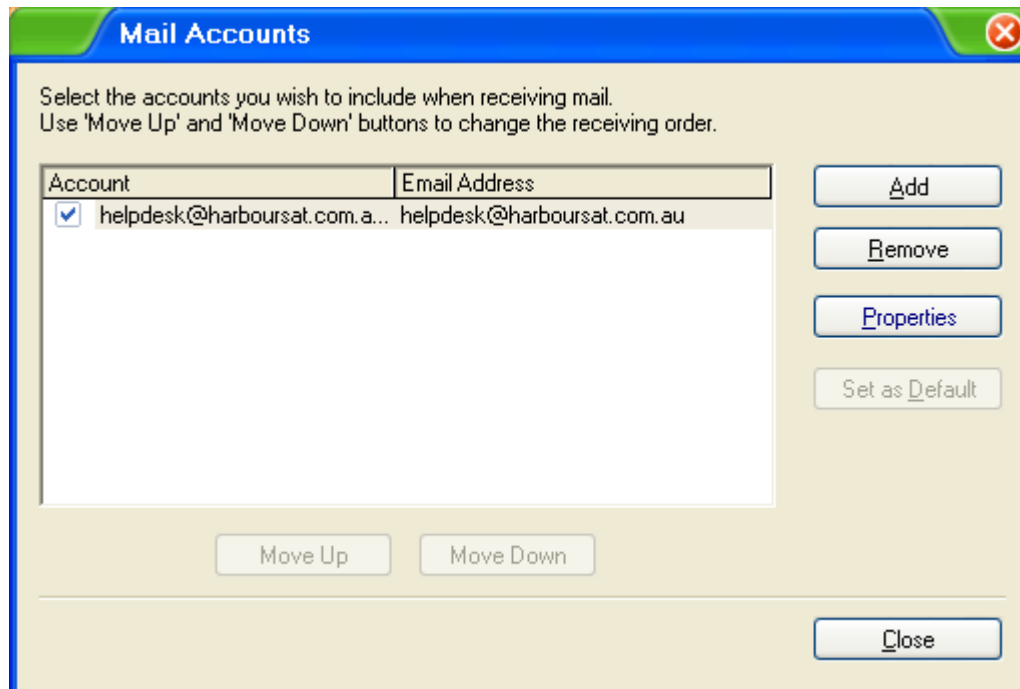 Mail Accounts
Select the accounts you wish to include when receiving mail.
Use 'Move Up' and 'Move Down' buttons to change the receiving order.
Account Email Address
helpdesk@harboursat.com.a... helpdesk@harboursat.com.au
Add
Remove
Properties
Set as Default
Move Up Move Down
Close